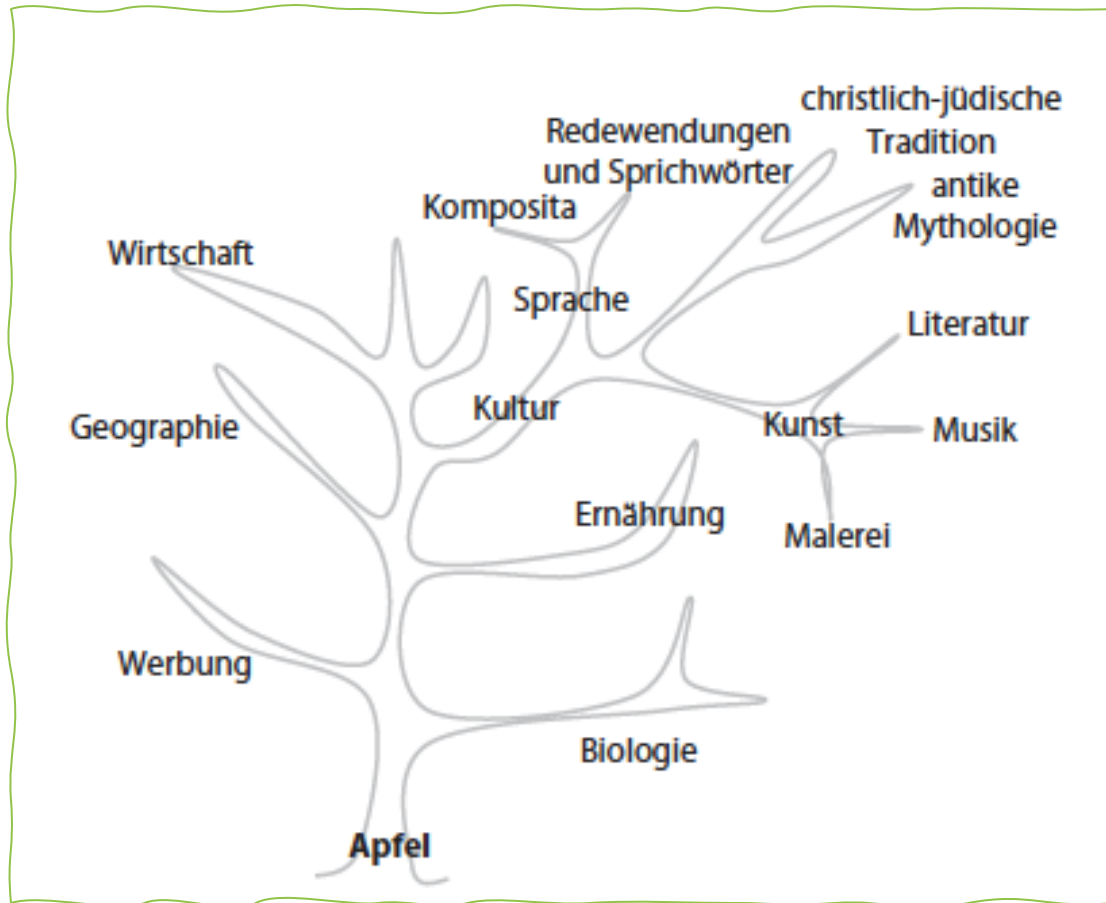 christlich-jüdische
Tradition
Redewendungen
und Sprichwörter
antike
Mythologie
Komposita
Wirtschaft
Sprache
Literatur
Kultur
Geographie
Kunst
Musik
Ernährung
Malerei
Werbung
Biologie
Apfel